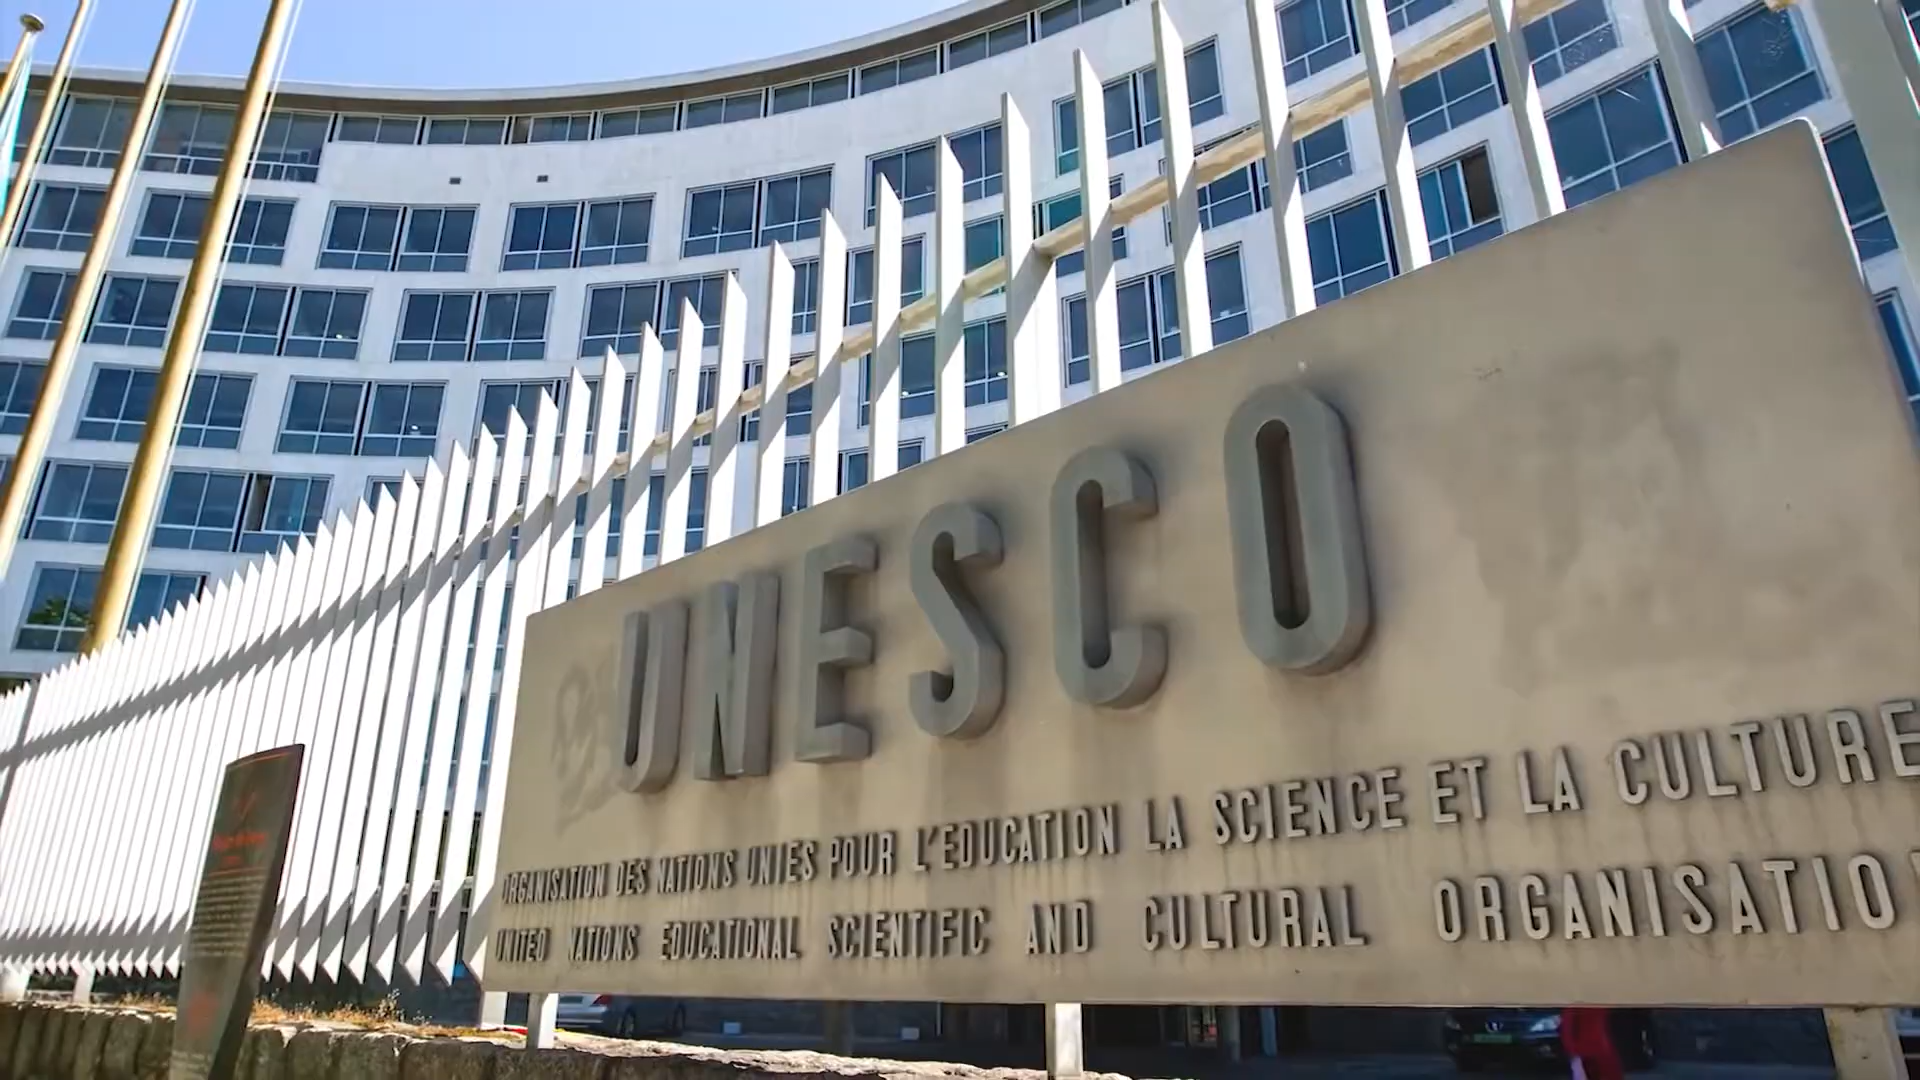 UNESCO
ORGANISATION DES NATIONS UNIES POUR L'EDUCATION LA SCIENCE ET LA CULTURE
UNITED NATIONS EDUCATIONAL SCIENTIFIC AND CULTURAL ORGANISATIO